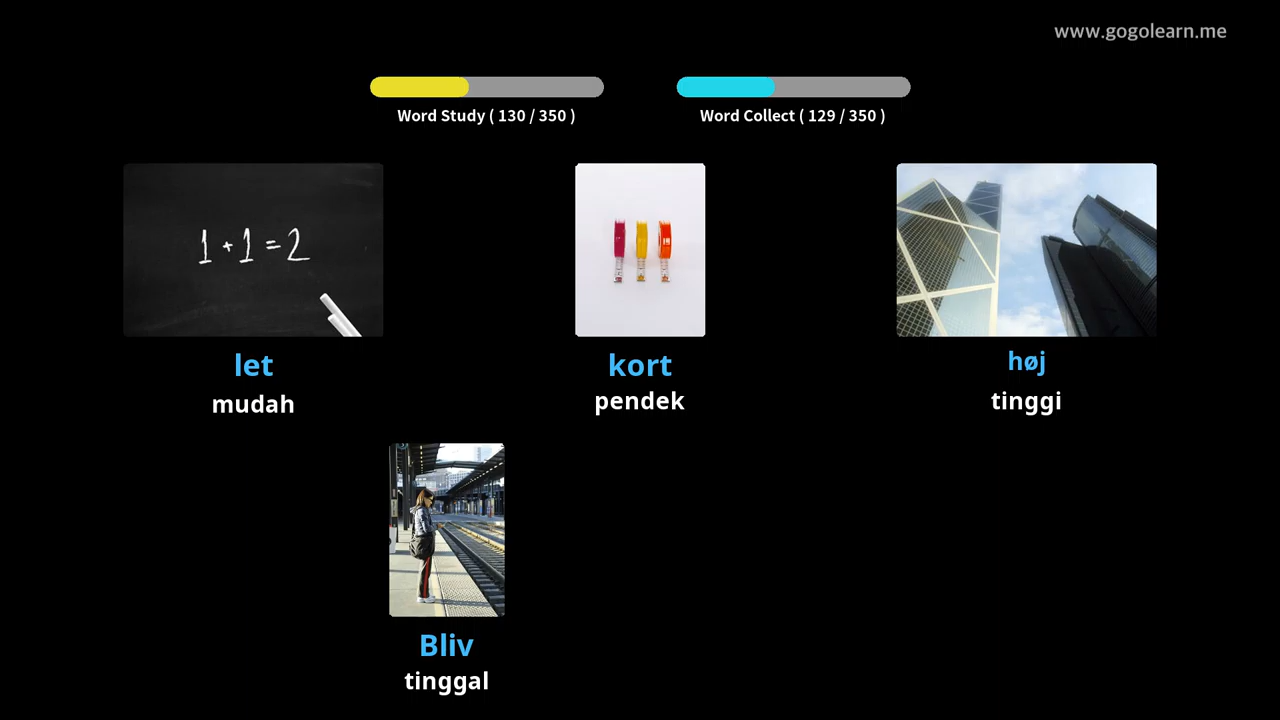 www.gogolearn.me
Word Study ( 130 / 350 )
Word Collect ( 129 / 350 )
1 + 1 = 2
let
mudah
kort
pendek
høj
tinggi
Bliv
tinggal